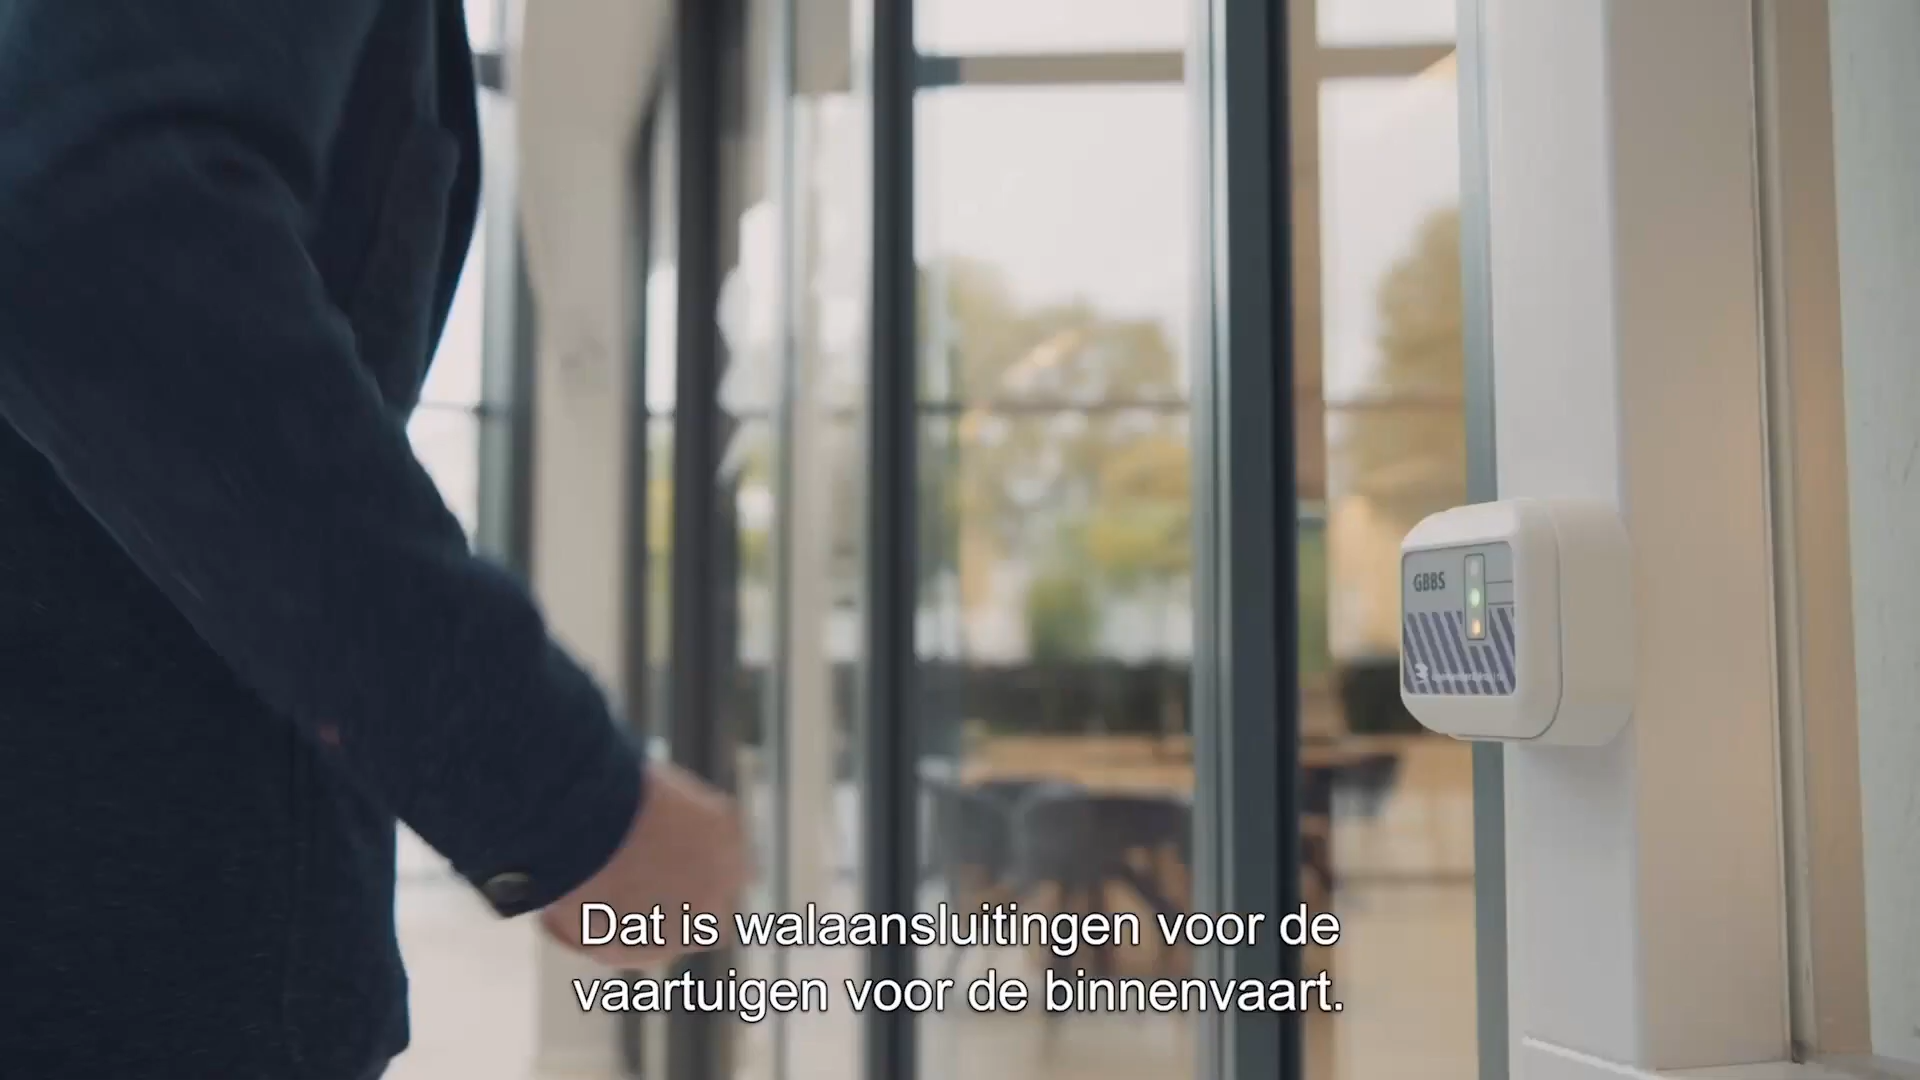 GBBS
Dat is walaansluitingen voor de
vaartuigen voor de binnenvaart.